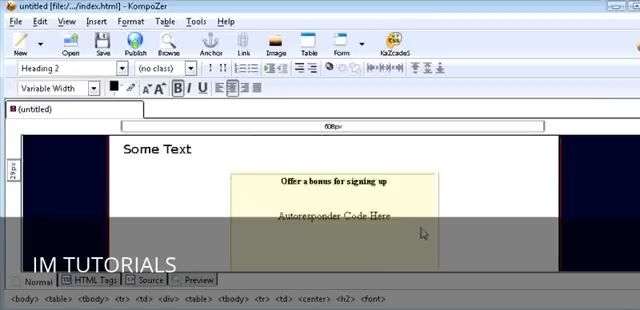 untitled [file:/.../index.html] - KompoZer
File Edit View Insert Format Table Tools Help
New Open Save Publish Browse Anchor Link Image Table Form CSS KaZcadeS
Heading 2 (no class)
Variable Width A A B I U
(untitled)
608px
29px
Some Text
Offer a bonus for signing up
Autoresponder Code Here
IM TUTORIALS
Normal HTML Tags Source Preview
<body> <table> <tbody> <tr> <td> <div> <table> <tbody> <tr> <td> <center> <h2> <font>